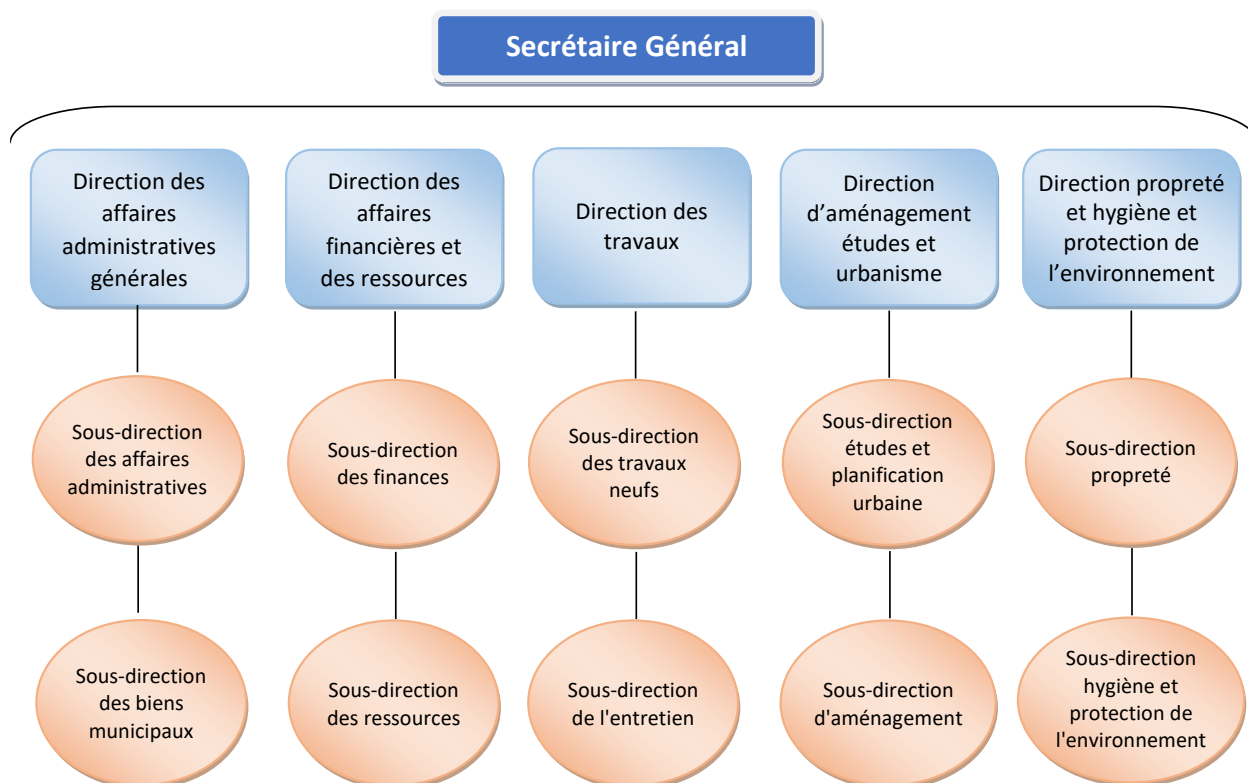 Secrétaire Général
Direction des
affaires
administratives
générales
Direction des
affaires
financières et
des ressources
Direction des
travaux
Direction
d’aménagement
études et
urbanisme
Direction propreté
et hygiène et
protection de
l’environnement
Sous-direction
des affaires
administratives
Sous-direction
des finances
Sous-direction
des travaux
neufs
Sous-direction
études et
planification
urbaine
Sous-direction
propreté
Sous-direction
des biens
municipaux
Sous-direction
des ressources
Sous-direction
de l'entretien
Sous-direction
d'aménagement
Sous-direction
hygiène et
protection de
l'environnement